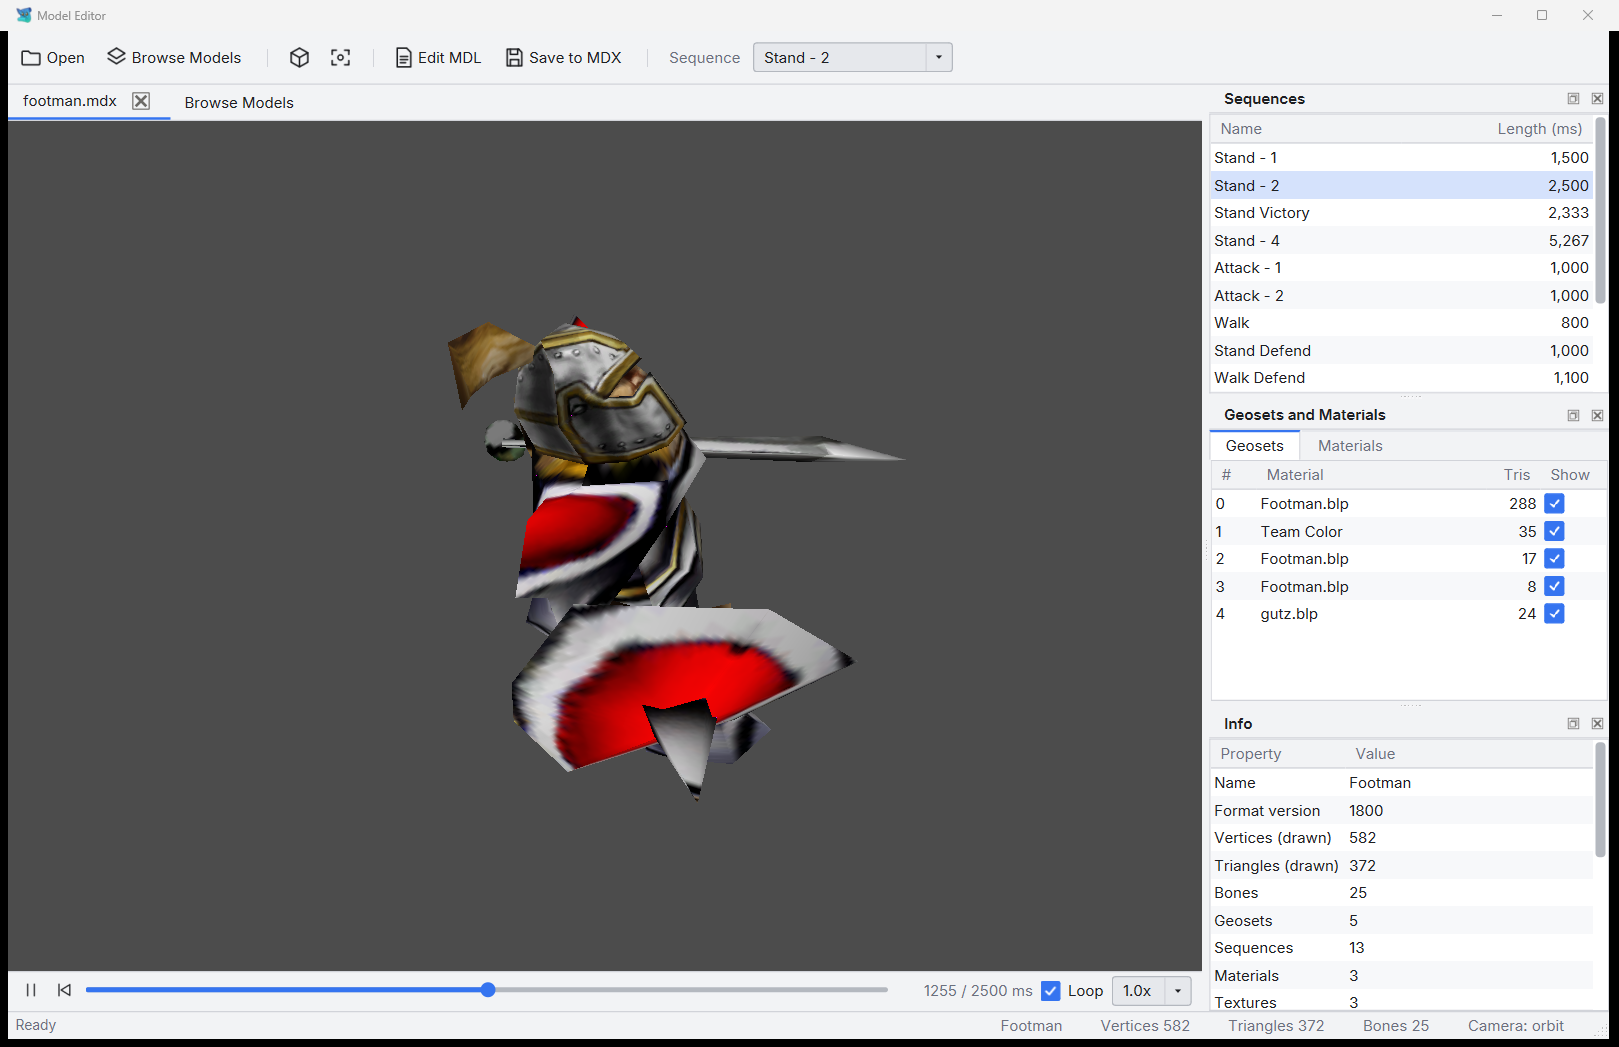 Model Editor
Open Browse Models Edit MDL Save to MDX Sequence Stand - 2
footman.mdx Browse Models
Sequences
Name Length (ms)
Stand - 1 1,500
Stand - 2 2,500
Stand Victory 2,333
Stand - 4 5,267
Attack - 1 1,000
Attack - 2 1,000
Walk 800
Stand Defend 1,000
Walk Defend 1,100
Geosets and Materials
Geosets Materials
# Material Tris Show
0 Footman.blp 288
1 Team Color 35
2 Footman.blp 17
3 Footman.blp 8
4 gutz.blp 24
Info
Property Value
Name Footman
Format version 1800
Vertices (drawn) 582
Triangles (drawn) 372
Bones 25
Geosets 5
Sequences 13
Materials 3
Textures 3
1255 / 2500 ms Loop 1.0x
Ready Footman Vertices 582 Triangles 372 Bones 25 Camera: orbit